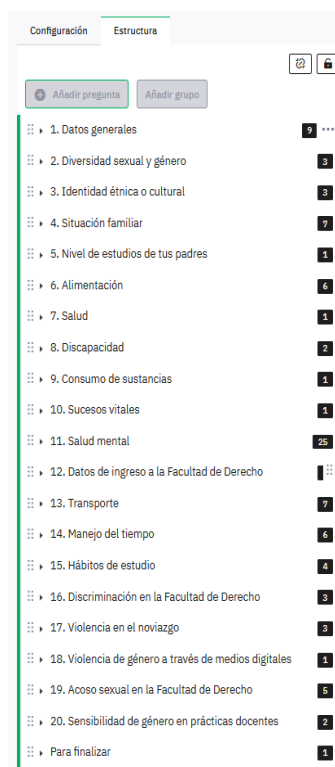 Configuración Estructura
Añadir pregunta Añadir grupo
1. Datos generales 9
2. Diversidad sexual y género 3
3. Identidad étnica o cultural 3
4. Situación familiar 7
5. Nivel de estudios de tus padres 1
6. Alimentación 6
7. Salud 1
8. Discapacidad 2
9. Consumo de sustancias 1
10. Sucesos vitales 1
11. Salud mental 25
12. Datos de ingreso a la Facultad de Derecho
13. Transporte 7
14. Manejo del tiempo 6
15. Hábitos de estudio 4
16. Discriminación en la Facultad de Derecho 3
17. Violencia en el noviazgo 3
18. Violencia de género a través de medios digitales 1
19. Acoso sexual en la Facultad de Derecho 5
20. Sensibilidad de género en prácticas docentes 2
Para finalizar 1